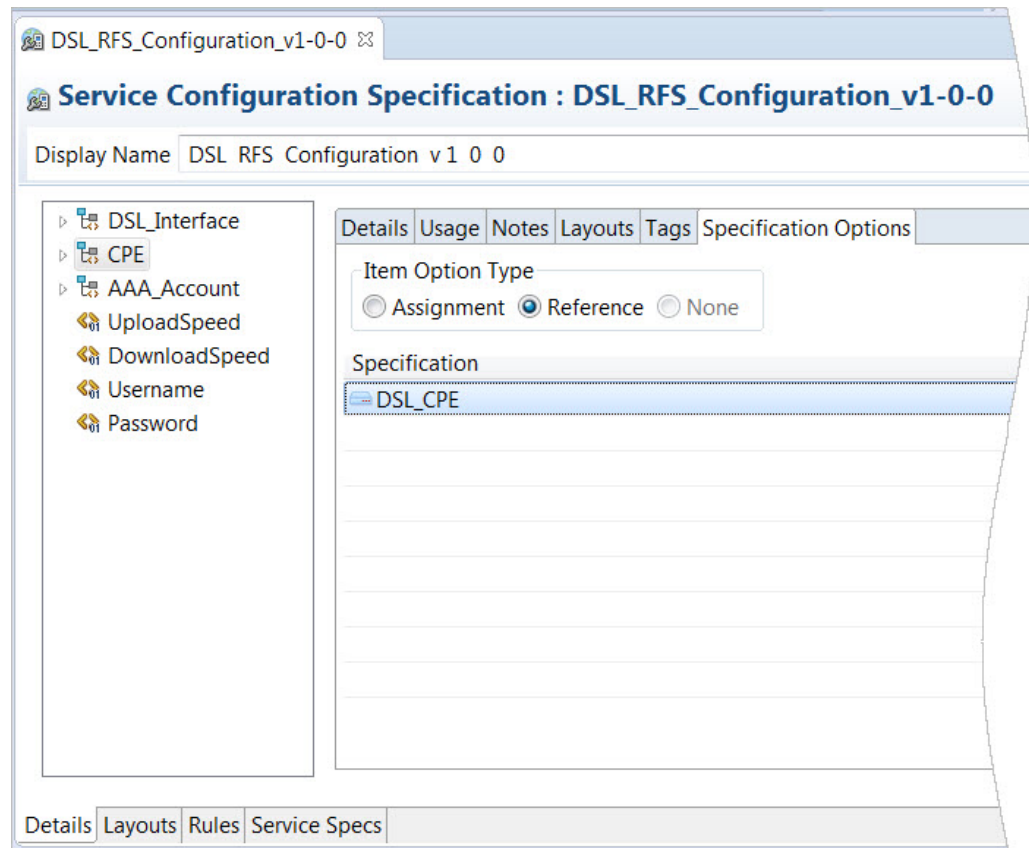 DSL_RFS_Configuration_v1-0-0
Service Configuration Specification : DSL_RFS_Configuration_v1-0-0
Display Name DSL RFS Configuration v 1 0 0
DSL_Interface
CPE
AAA_Account
UploadSpeed
DownloadSpeed
Username
Password
Details Usage Notes Layouts Tags Specification Options
Item Option Type
Assignment Reference None
Specification
DSL_CPE
Details Layouts Rules Service Specs